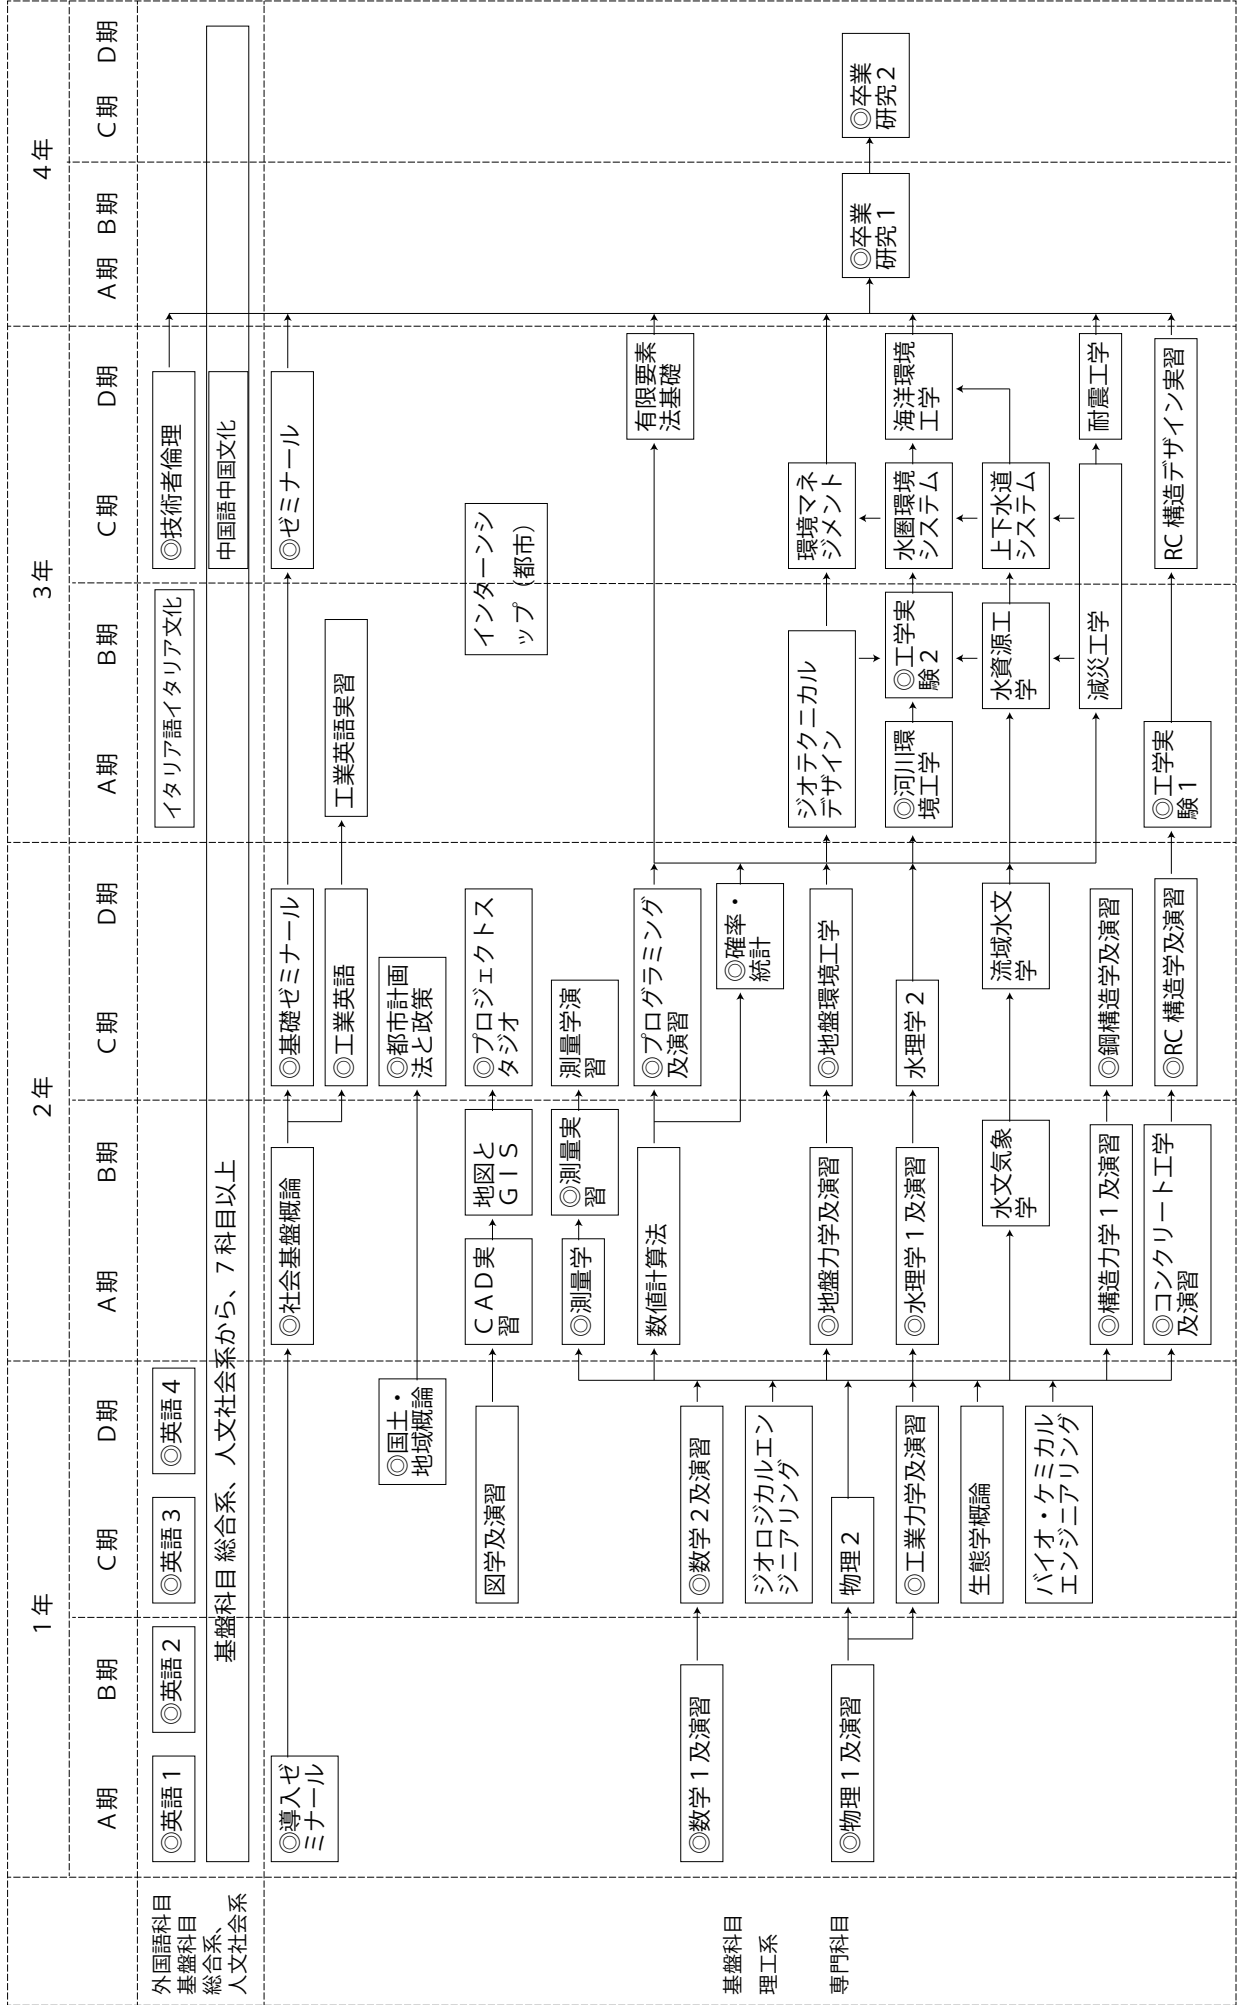 1年
2年
3年
4年
A期
B期
C期
D期
A期
B期
C期
D期
A期
B期
C期
D期
A期
B期
C期
D期
外国語科目
基盤科目
総合系、
人文社会系
◎英語1
◎英語2
◎英語3
◎英語4
イタリア語イタリア文化
◎技術者倫理
基盤科目 総合系、人文社会系から、7科目以上
中国語中国文化
◎導入ゼ
ミナール
◎社会基盤概論
◎基礎ゼミナール
◎ゼミナール
◎工業英語
工業英語実習
◎国土・
地域概論
◎都市計画
法と政策
図学及演習
CAD実
習
地図と
GIS
◎プロジェクトス
タジオ
インターンシ
ップ（都市）
◎測量学
◎測量実
習
測量学演
習
数値計算法
◎プログラミング
及演習
有限要素
法基礎
基盤科目
理工系
◎数学1及演習
◎数学2及演習
◎確率・
統計
ジオロジカルエン
ジニアリング
専門科目
◎物理1及演習
物理2
◎地盤力学及演習
◎地盤環境工学
ジオテクニカル
デザイン
環境マネ
ジメント
◎卒業
研究1
◎卒業
研究2
◎工業力学及演習
◎水理学1及演習
水理学2
◎河川環
境工学
◎工学実
験2
水圏環境
システム
海洋環境
工学
生態学概論
水文気象
学
流域水文
学
水資源工
学
上下水道
システム
バイオ・ケミカル
エンジニアリング
◎構造力学1及演習
◎鋼構造学及演習
減災工学
耐震工学
◎コンクリート工学
及演習
◎RC構造学及演習
◎工学実
験1
RC構造デザイン実習